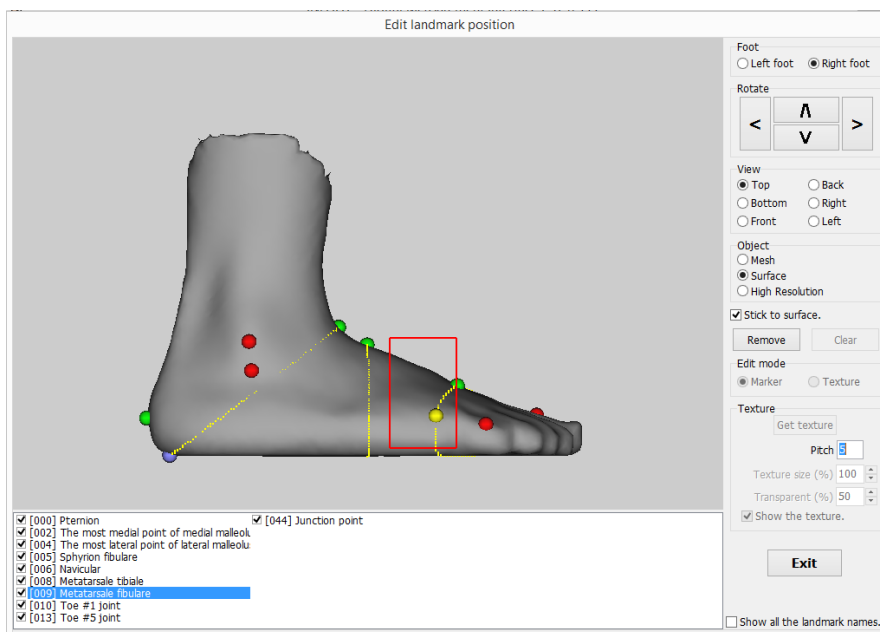 Edit landmark position
Foot
Left foot
Right foot
Rotate
<
Λ
V
>
View
Top
Back
Bottom
Right
Front
Left
Object
Mesh
Surface
High Resolution
Stick to surface.
Remove
Clear
Edit mode
Marker
Texture
Texture
Get texture
Pitch 5
Texture size (%) 100
Transparent (%) 50
Show the texture.
Exit
Show all the landmark names.
[000] Pternion
[002] The most medial point of medial malleolu
[004] The most lateral point of lateral malleolu
[005] Sphyrion fibulare
[006] Navicular
[008] Metatarsale tibiale
[009] Metatarsale fibulare
[010] Toe #1 joint
[013] Toe #5 joint
[044] Junction point